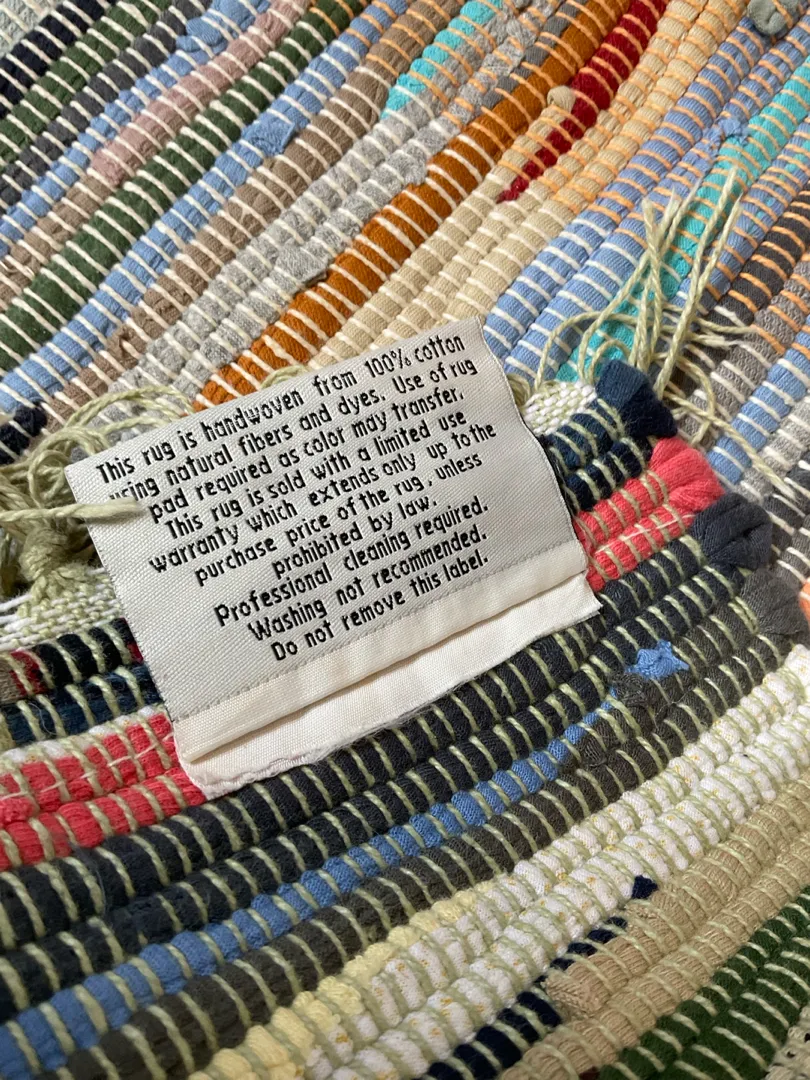 This rug is handwoven from 100% cotton
using natural fibers and dyes. Use of rug
pad required as color may transfer.
This rug is sold with a limited use
warranty which extends only up to the
purchase price of the rug, unless
prohibited by law.
Professional cleaning required.
Washing not recommended.
Do not remove this label.